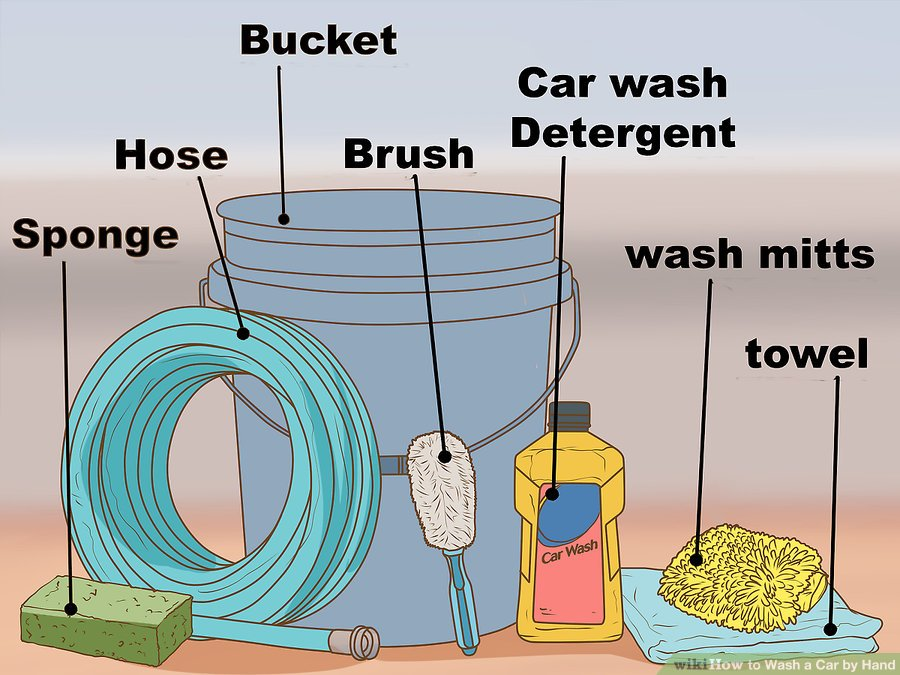 Bucket
Car wash
Detergent
Hose
Brush
Sponge
wash mitts
towel
Car Wash
wikiHow to Wash a Car by Hand